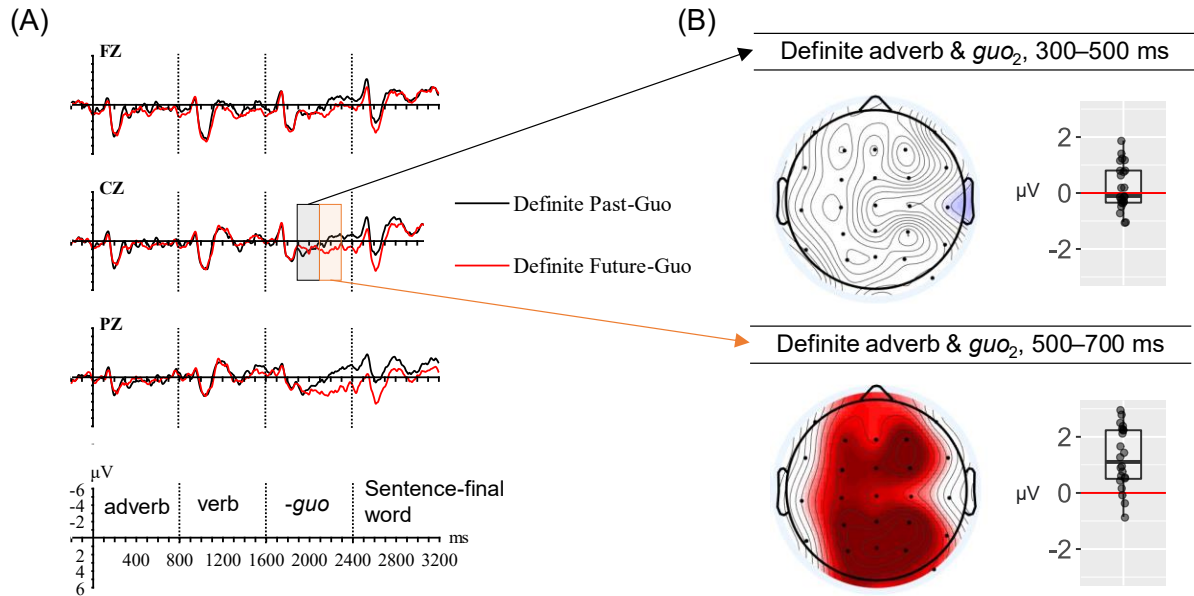 (A)
FZ
CZ
Definite Past-Guo
Definite Future-Guo
PZ
µV
-6
-4
-2
2
4
6
adverb
verb
-guo
Sentence-final
word
ms
400 800 1200 1600 2000 2400 2800 3200
(B)
Definite adverb & guo₂, 300–500 ms
µV
2
0
-2
Definite adverb & guo₂, 500–700 ms
µV
2
0
-2